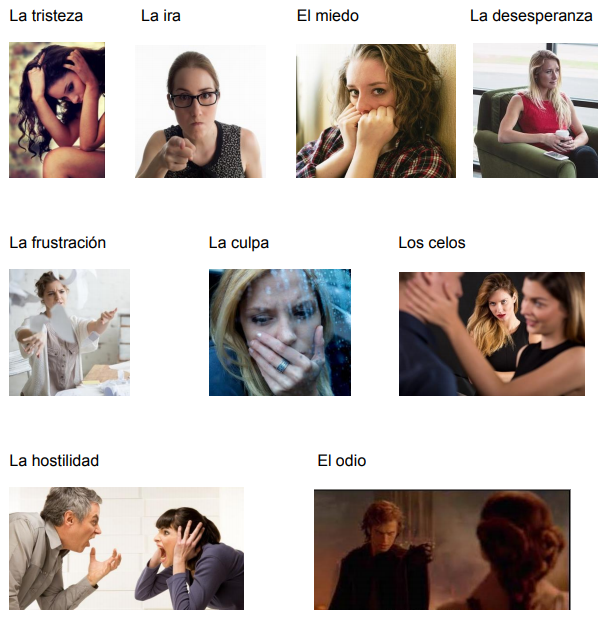 La tristeza
La ira
El miedo
La desesperanza
La frustración
La culpa
Los celos
La hostilidad
El odio